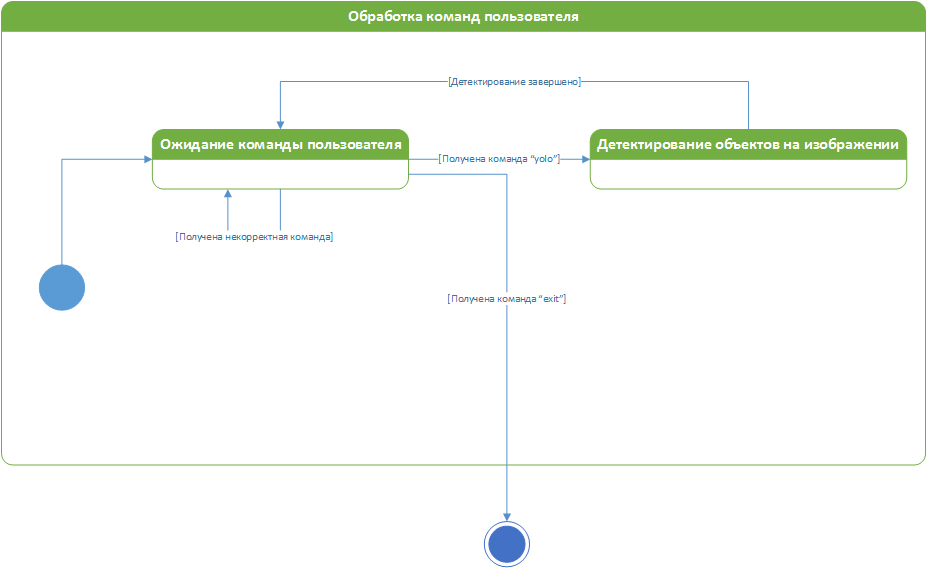 Обработка команд пользователя
[Детектирование завершено]
Ожидание команды пользователя
[Получена команда “yolo”]
Детектирование объектов на изображении
[Получена некорректная команда]
[Получена команда “exit”]